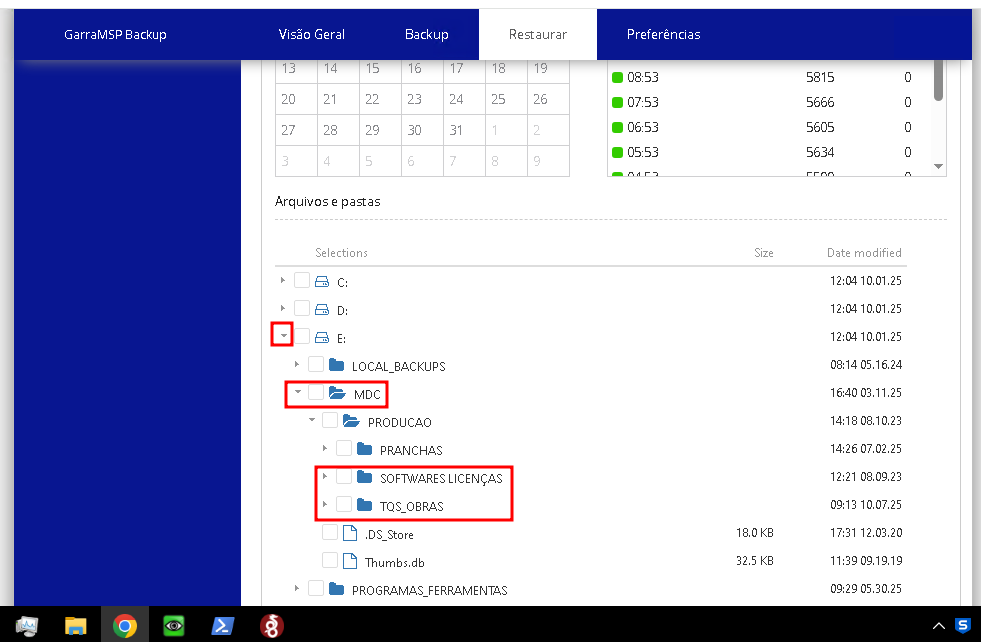 GarraMSP Backup Visão Geral Backup Restaurar Preferências
13 14 15 16 17 18 19
20 21 22 23 24 25 26
27 28 29 30 31 1 2
3 4 5 6 7 8 9
08:53 5815 0
07:53 5666 0
06:53 5605 0
05:53 5634 0
Arquivos e pastas
Selections Size Date modified
C: 12:04 10.01.25
D: 12:04 10.01.25
E: 12:04 10.01.25
LOCAL_BACKUPS 08:14 05.16.24
MDC 16:40 03.11.25
PRODUCAO 14:18 08.10.23
PRANCHAS 14:26 07.02.25
SOFTWARES LICENÇAS 12:21 08.09.23
TQS_OBRAS 09:13 10.07.25
.DS_Store 18.0 KB 17:31 12.03.20
Thumbs.db 32.5 KB 11:39 09.19.19
PROGRAMAS_FERRAMENTAS 09:29 05.30.25